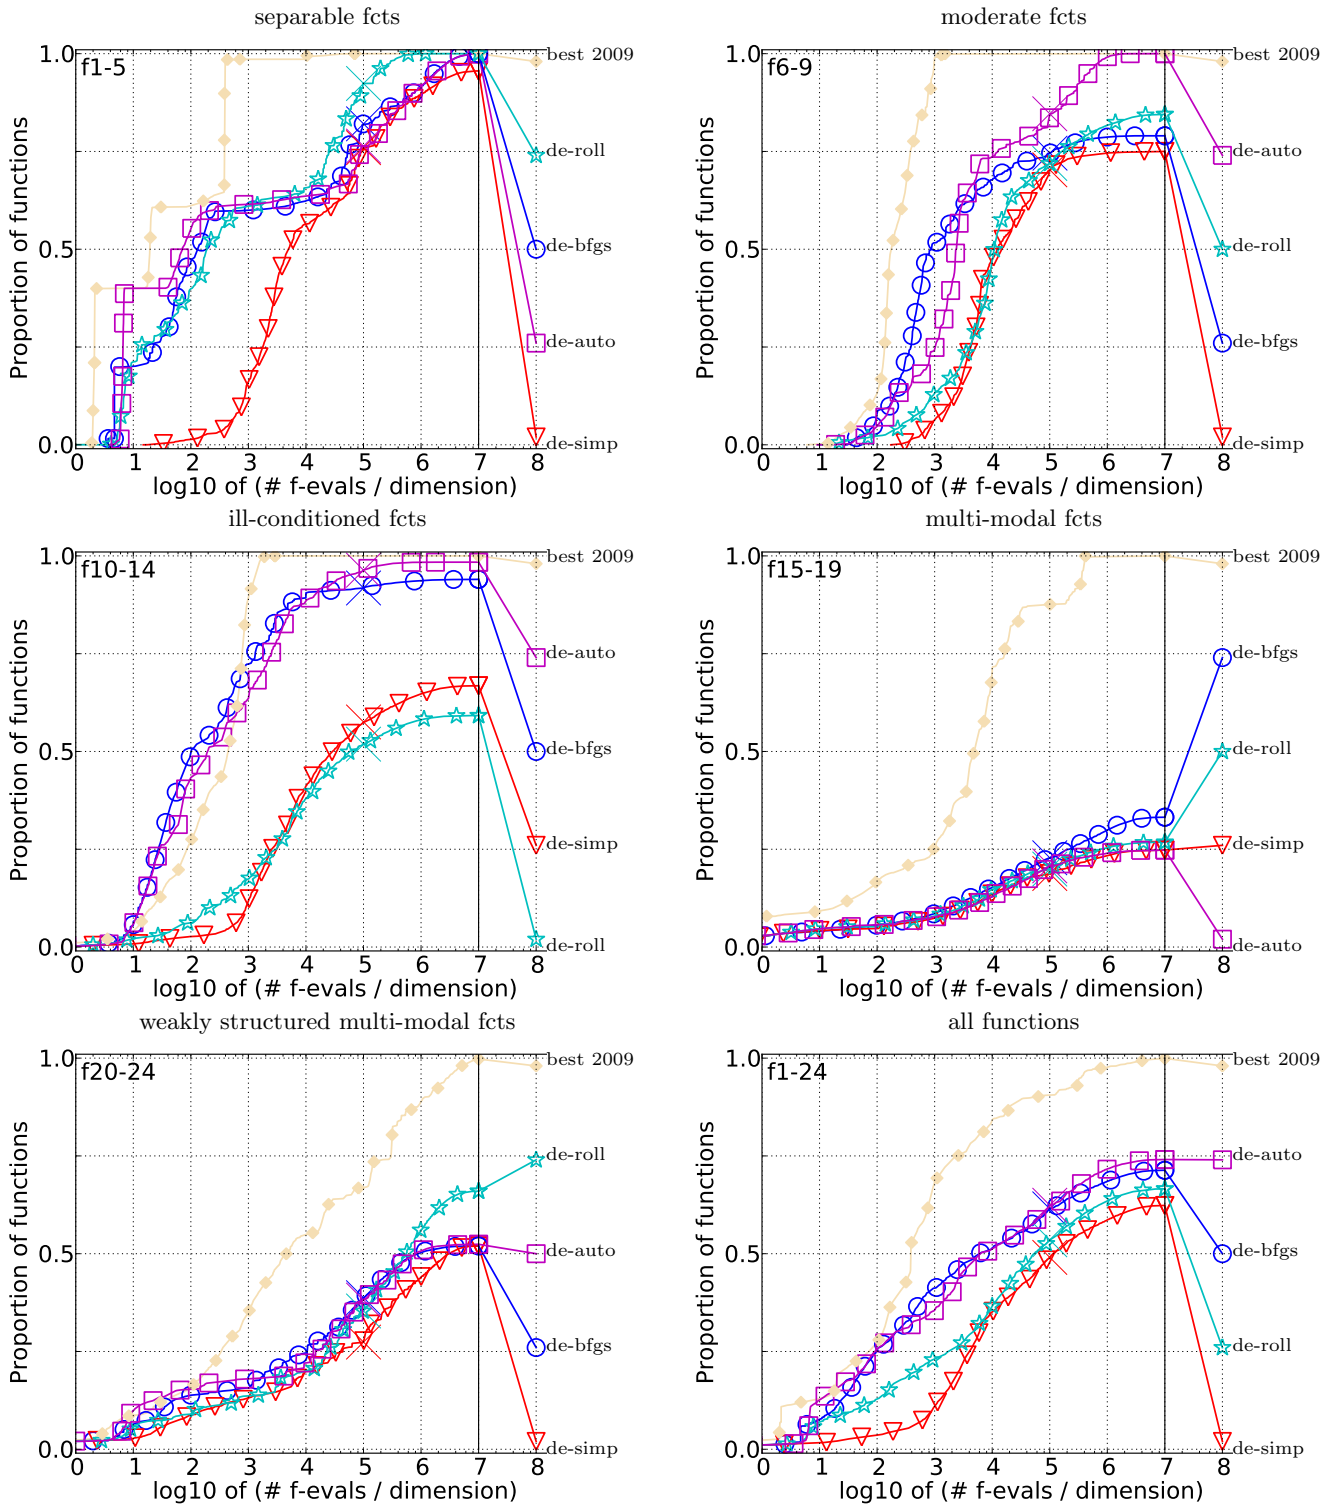 separable fcts
1.0
f1-5
best 2009
de-roll
de-bfgs
de-auto
de-simp
0.5
0.0
Proportion of functions
0 1 2 3 4 5 6 7 8
log10 of (# f-evals / dimension)
moderate fcts
1.0
f6-9
best 2009
de-auto
de-roll
de-bfgs
de-simp
0.5
0.0
Proportion of functions
0 1 2 3 4 5 6 7 8
log10 of (# f-evals / dimension)
ill-conditioned fcts
1.0
f10-14
best 2009
de-auto
de-bfgs
de-simp
de-roll
0.5
0.0
Proportion of functions
0 1 2 3 4 5 6 7 8
log10 of (# f-evals / dimension)
multi-modal fcts
1.0
f15-19
best 2009
de-bfgs
de-roll
de-simp
de-auto
0.5
0.0
Proportion of functions
0 1 2 3 4 5 6 7 8
log10 of (# f-evals / dimension)
weakly structured multi-modal fcts
1.0
f20-24
best 2009
de-roll
de-auto
de-bfgs
de-simp
0.5
0.0
Proportion of functions
0 1 2 3 4 5 6 7 8
log10 of (# f-evals / dimension)
all functions
1.0
f1-24
best 2009
de-auto
de-bfgs
de-roll
de-simp
0.5
0.0
Proportion of functions
0 1 2 3 4 5 6 7 8
log10 of (# f-evals / dimension)